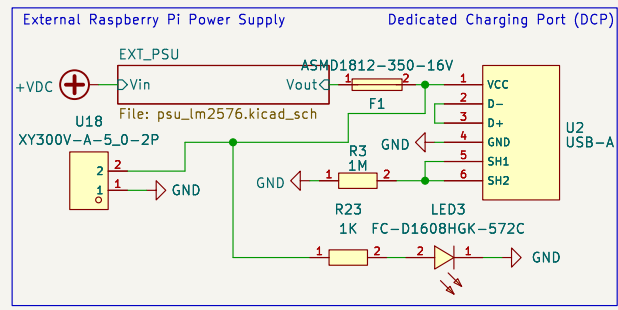 External Raspberry Pi Power Supply
Dedicated Charging Port (DCP)
EXT_PSU
ASMD1812-350-16V
+VDC
Vin
Vout
1
2
F1
File: psu_lm2576.kicad_sch
1
2
3
4
5
6
VCC
D-
D+
GND
SH1
SH2
U2
USB-A
GND
U18
XY300V-A-5_0-2P
2
1
2
1
GND
R3
1M
GND
1
2
R23
1K
1
2
LED3
FC-D1608HGK-572C
2
1
GND